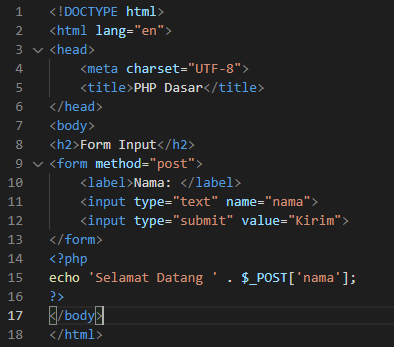 1 <!DOCTYPE html>
2 <html lang="en">
3 <head>
4     <meta charset="UTF-8">
5     <title>PHP Dasar</title>
6 </head>
7 <body>
8 <h2>Form Input</h2>
9 <form method="post">
10     <label>Nama: </label>
11     <input type="text" name="nama">
12     <input type="submit" value="Kirim">
13 </form>
14 <?php
15 echo 'Selamat Datang ' . $_POST['nama'];
16 ?>
17 </body>
18 </html>